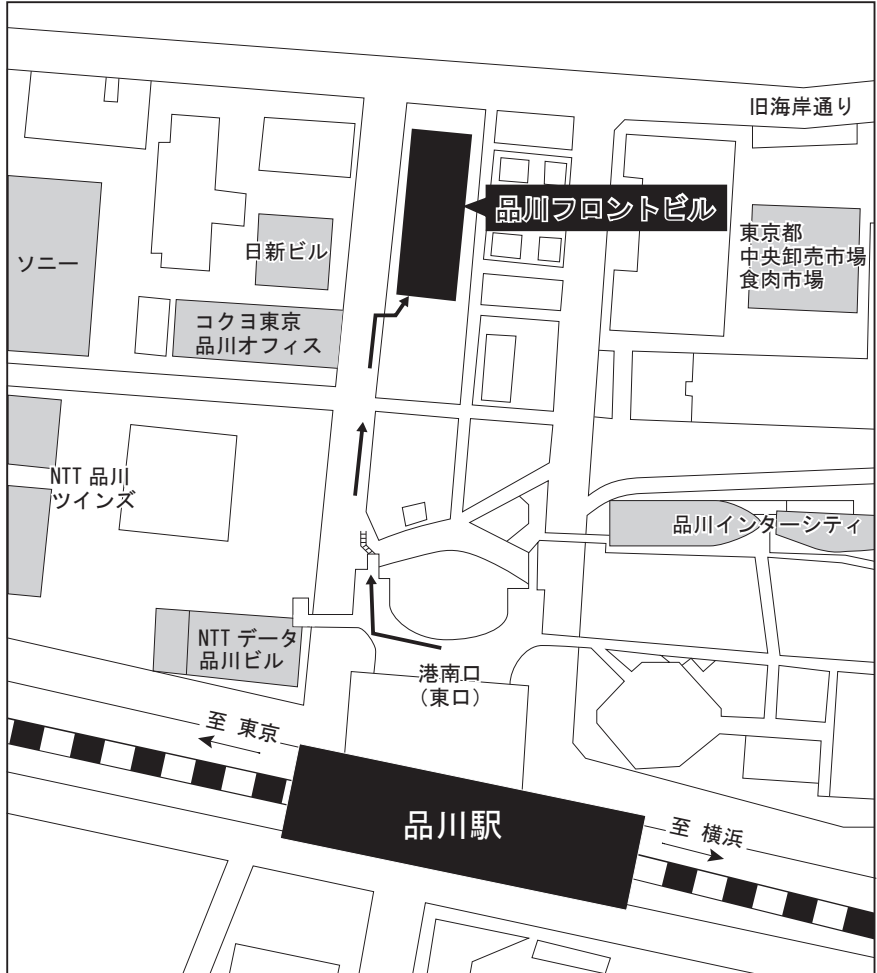 旧海岸通り
品川フロントビル
東京都
中央卸売市場
食肉市場
日新ビル
ソニー
コクヨ東京
品川オフィス
NTT 品川
ツインズ
品川インターシティ
NTT データ
品川ビル
港南口
（東口）
至 東京
品川駅
至 横浜